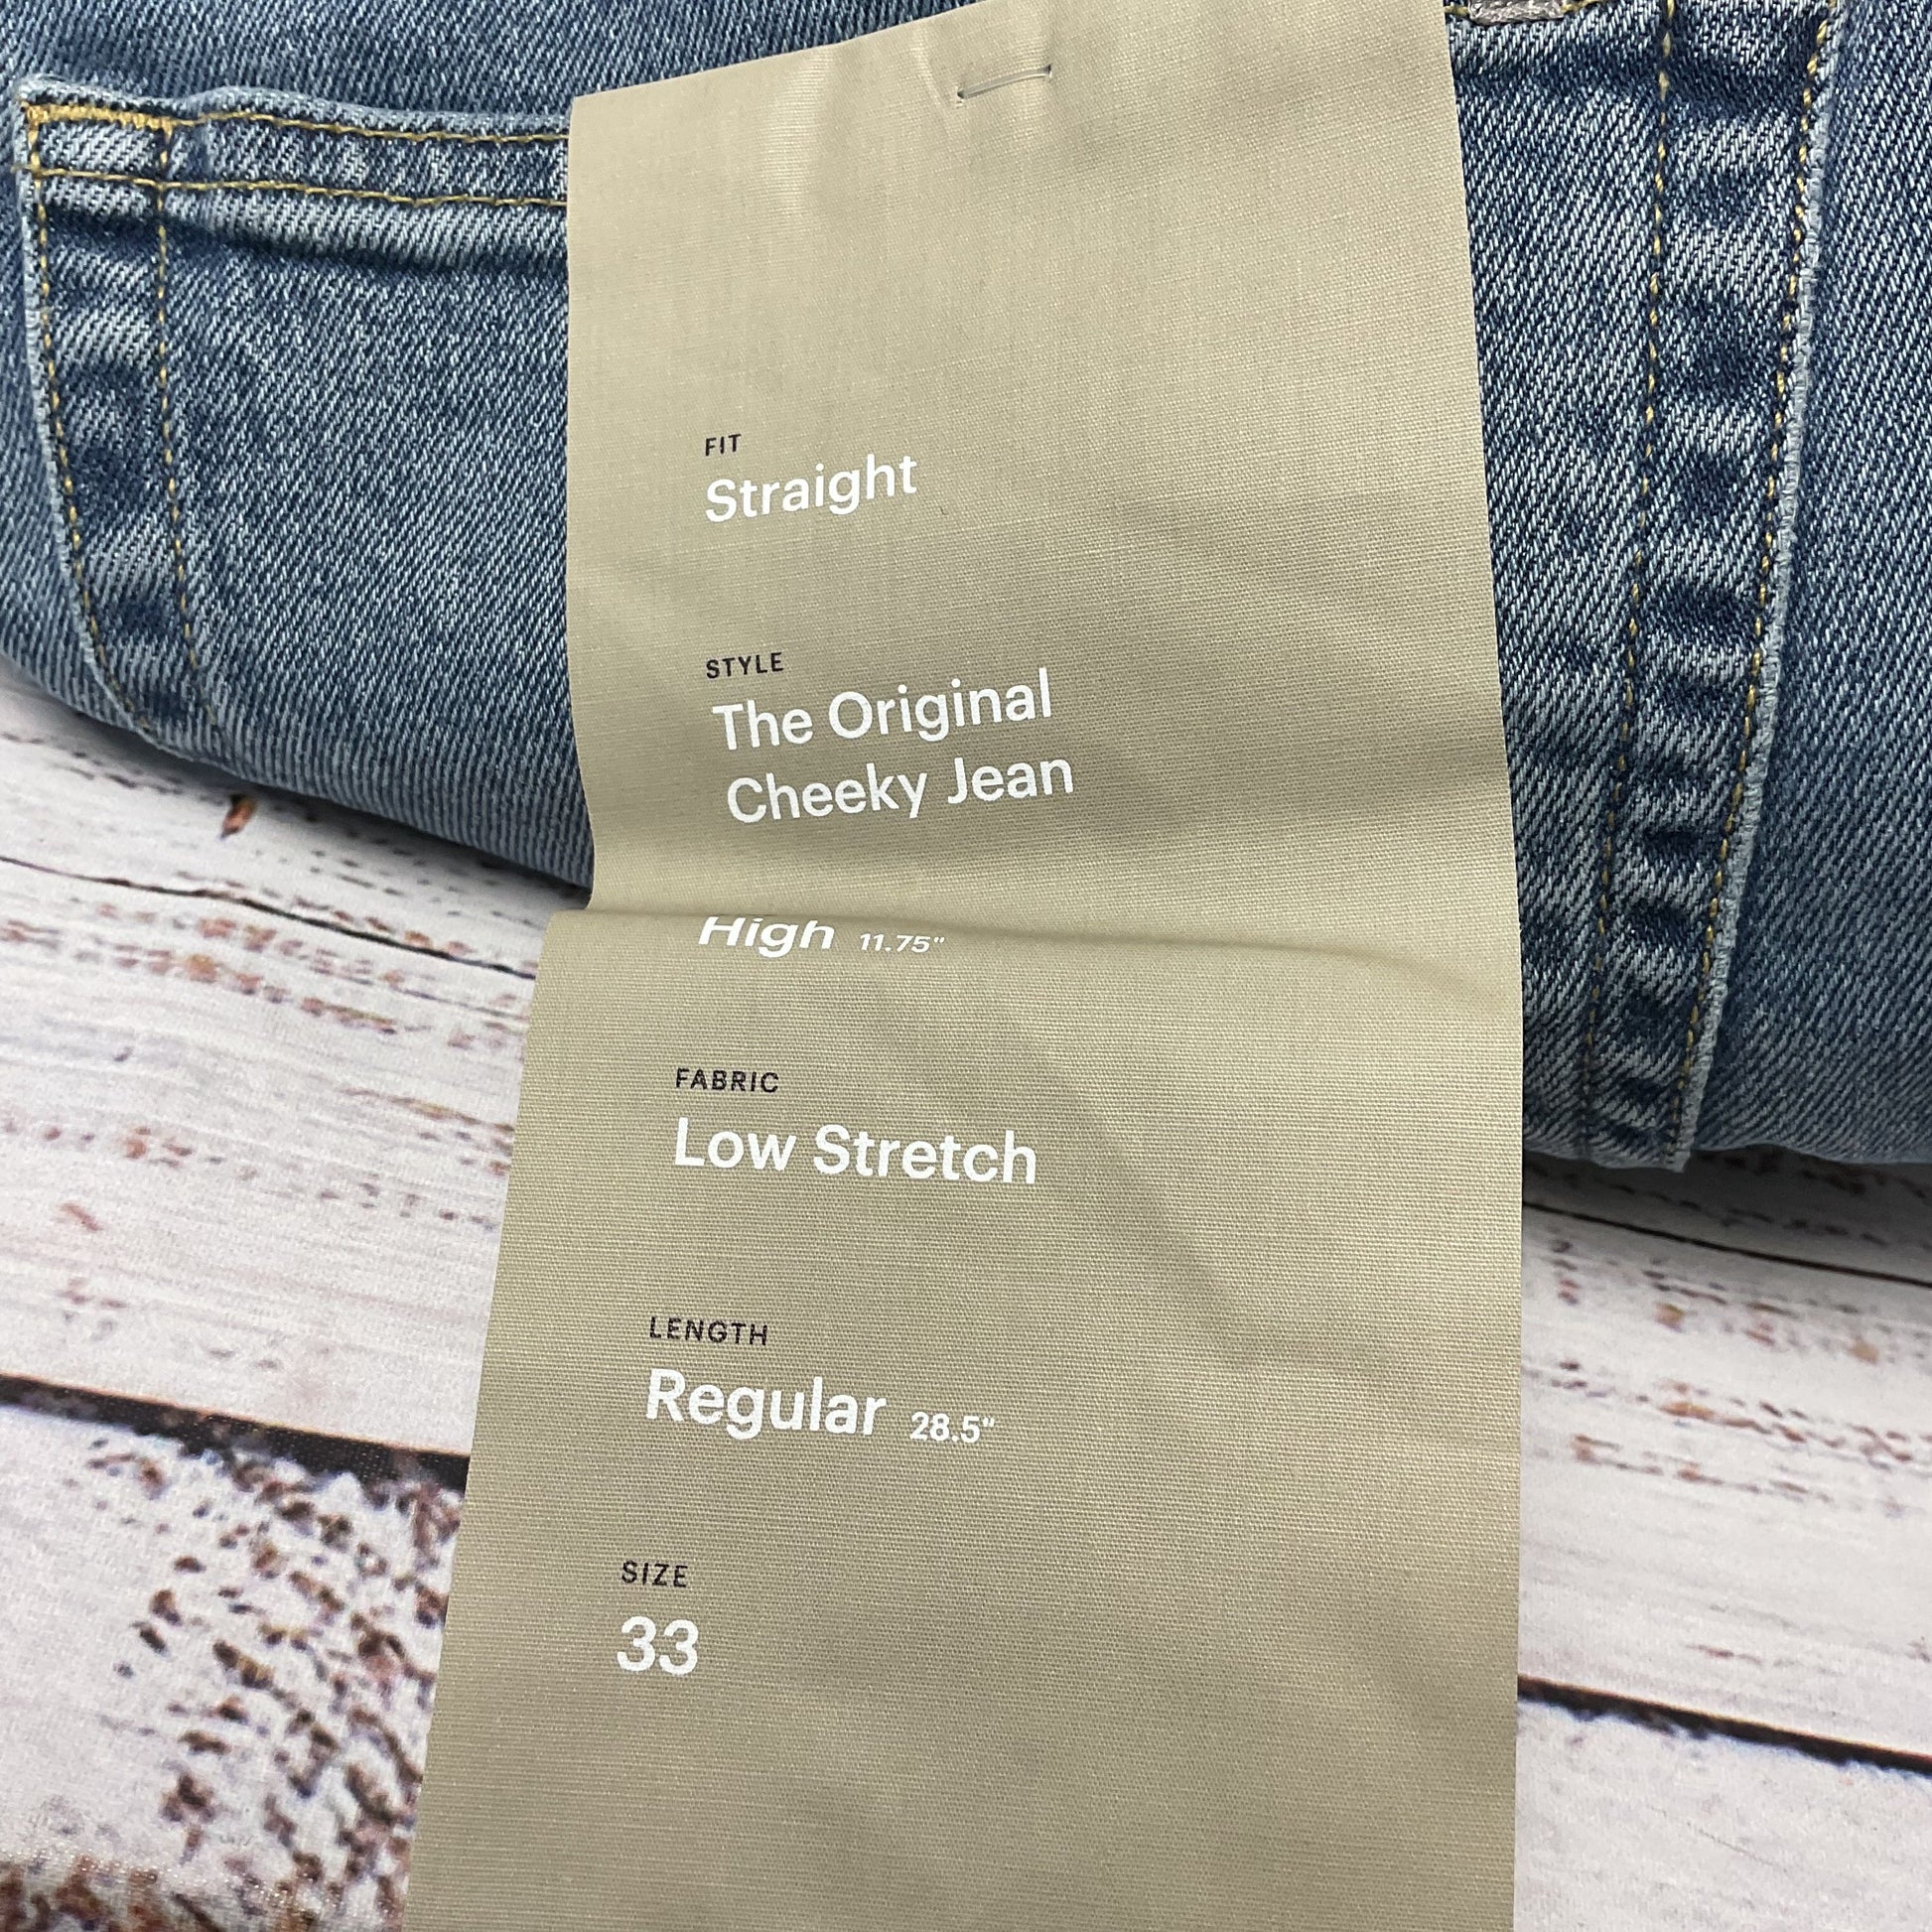 FIT
Straight
STYLE
The Original
Cheeky Jean
High 11.75"
FABRIC
Low Stretch
LENGTH
Regular 28.5"
SIZE
33